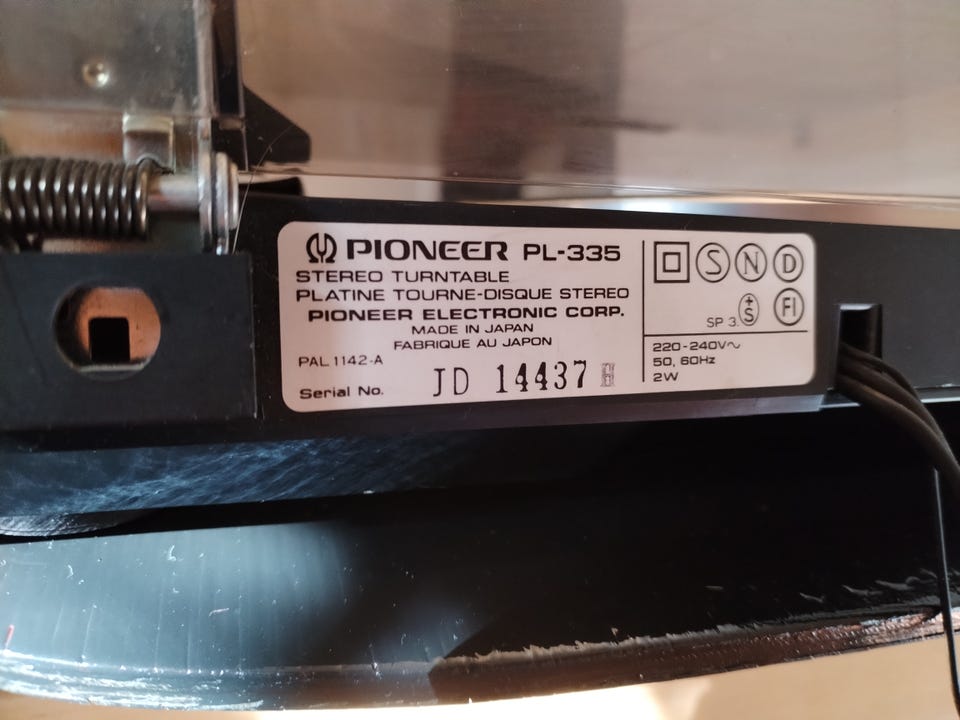 PIONEER PL-335
STEREO TURNTABLE
PLATINE TOURNE-DISQUE STEREO
PIONEER ELECTRONIC CORP.
MADE IN JAPAN
FABRIQUE AU JAPON
PAL 1142-A
Serial No. JD 14437
S N D
SP 3. +S FI
220-240V~
50, 60Hz
2W